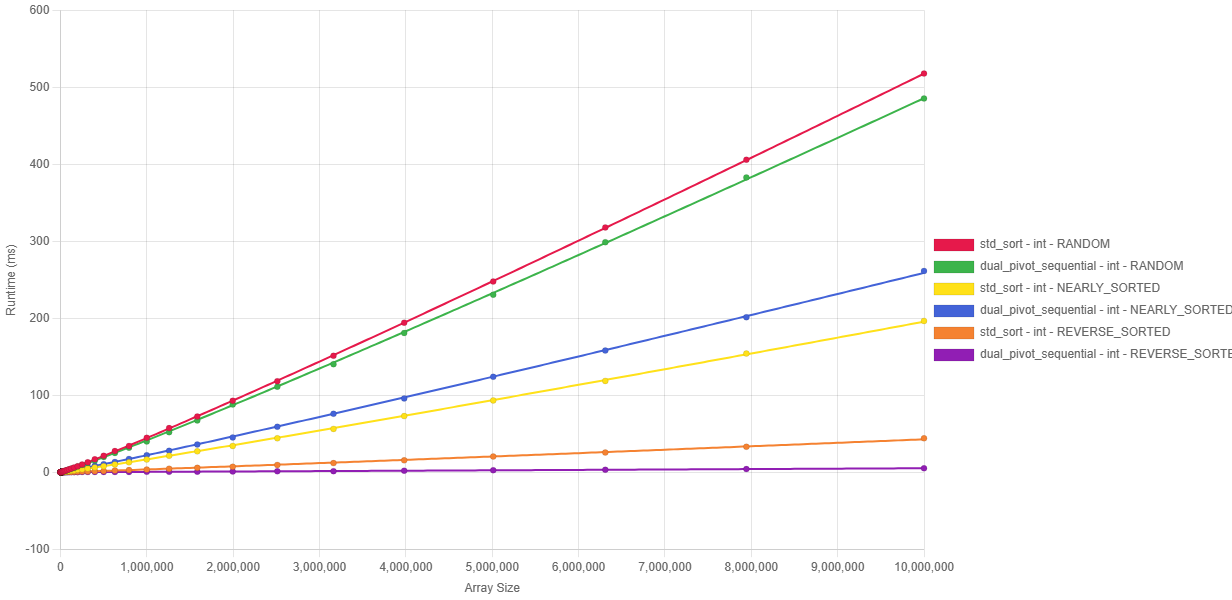 600
500
400
300
200
100
0
-100
Runtime (ms)
0
1,000,000
2,000,000
3,000,000
4,000,000
5,000,000
6,000,000
7,000,000
8,000,000
9,000,000
10,000,000
Array Size
std_sort - int - RANDOM
dual_pivot_sequential - int - RANDOM
std_sort - int - NEARLY_SORTED
dual_pivot_sequential - int - NEARLY_SORTED
std_sort - int - REVERSE_SORTED
dual_pivot_sequential - int - REVERSE_SORTE